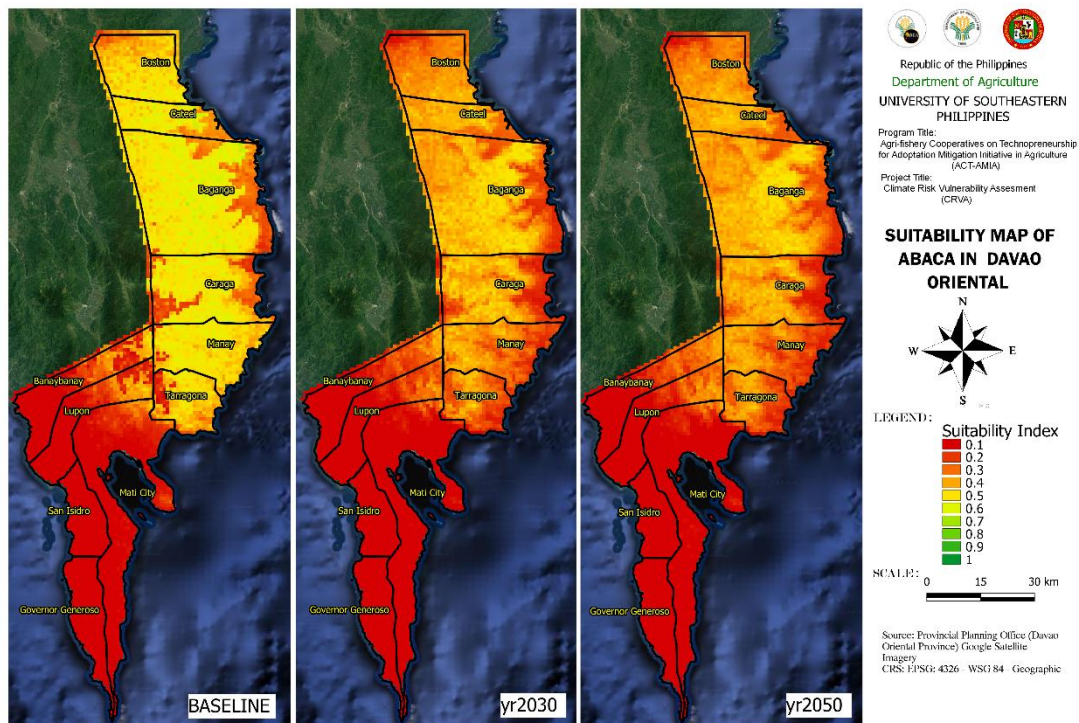 Boston
Cateel
Baganga
Caraga
Manay
Banaybanay
Tarragona
Lupon
Mati City
San Isidro
Governor Generoso
BASELINE
Boston
Cateel
Baganga
Caraga
Manay
Banaybanay
Tarragona
Lupon
Mati City
San Isidro
Governor Generoso
yr2030
Boston
Cateel
Baganga
Caraga
Manay
Banaybanay
Tarragona
Lupon
Mati City
San Isidro
Governor Generoso
yr2050
Republic of the Philippines
Department of Agriculture
UNIVERSITY OF SOUTHEASTERN
PHILIPPINES
Program Title:
Agri-fishery Cooperatives on Technopreneurship
for Adoptation Mitigation Initiative in Agriculture
(ACT-AMIA)
Project Title:
Climate Risk Vulnerability Assesment
(CRVA)
SUITABILITY MAP OF
ABACA IN DAVAO
ORIENTAL
N
W E
S
LEGEND:
Suitability Index
0.1
0.2
0.3
0.4
0.5
0.6
0.7
0.8
0.9
1
SCALE:
0 15 30 km
Source: Provincial Planning Office (Davao
Oriental Province) Google Satellite
Imagery
CRS: EPSG: 4326 - WSG 84 - Geographic